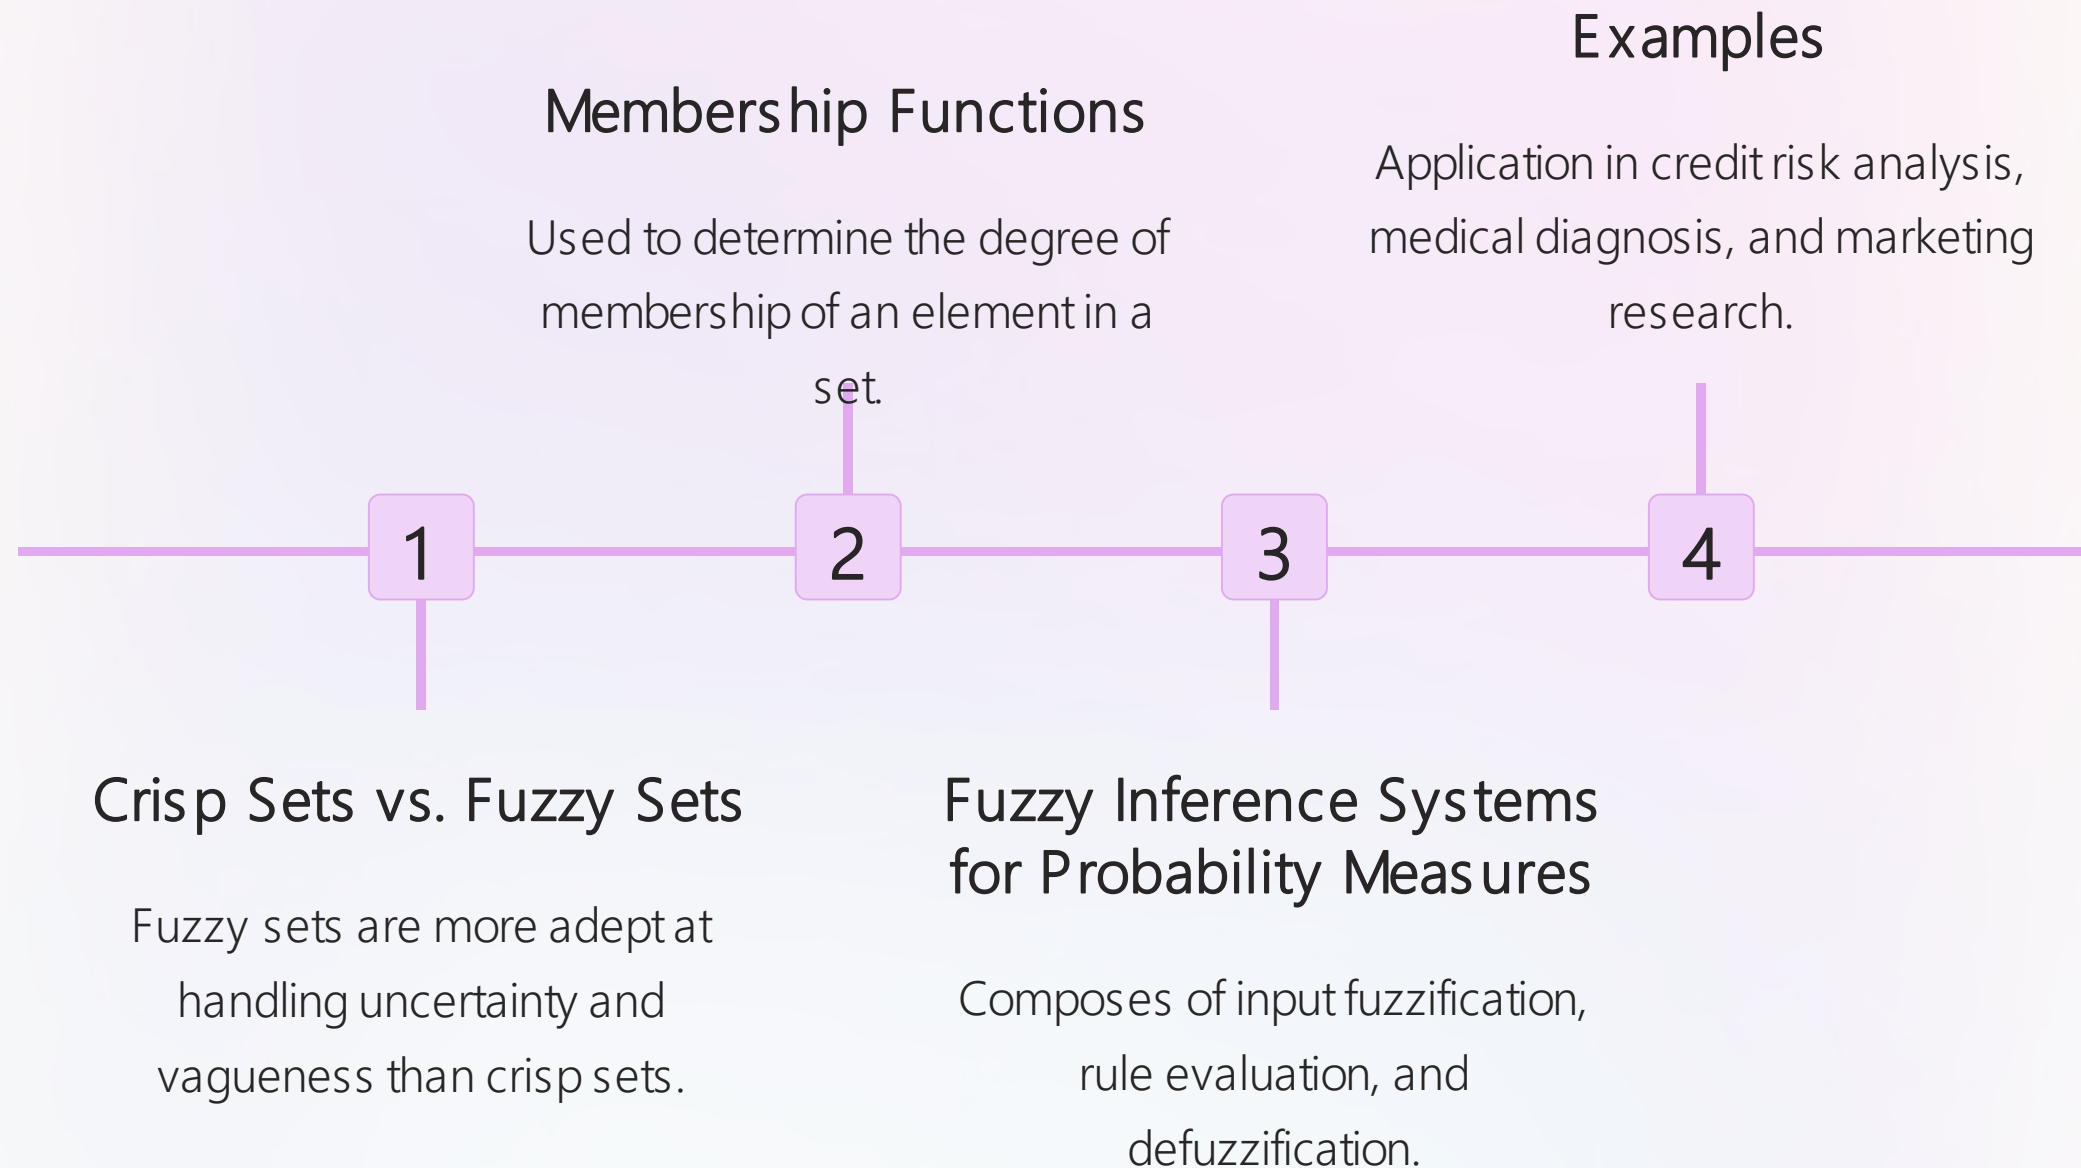 Examples
Membership Functions
Application in credit risk analysis,
medical diagnosis, and marketing
research.
Used to determine the degree of
membership of an element in a
set.
1
2
3
4
Crisp Sets vs. Fuzzy Sets
Fuzzy sets are more adept at
handling uncertainty and
vagueness than crisp sets.
Fuzzy Inference Systems
for Probability Measures
Composes of input fuzzification,
rule evaluation, and
defuzzification.